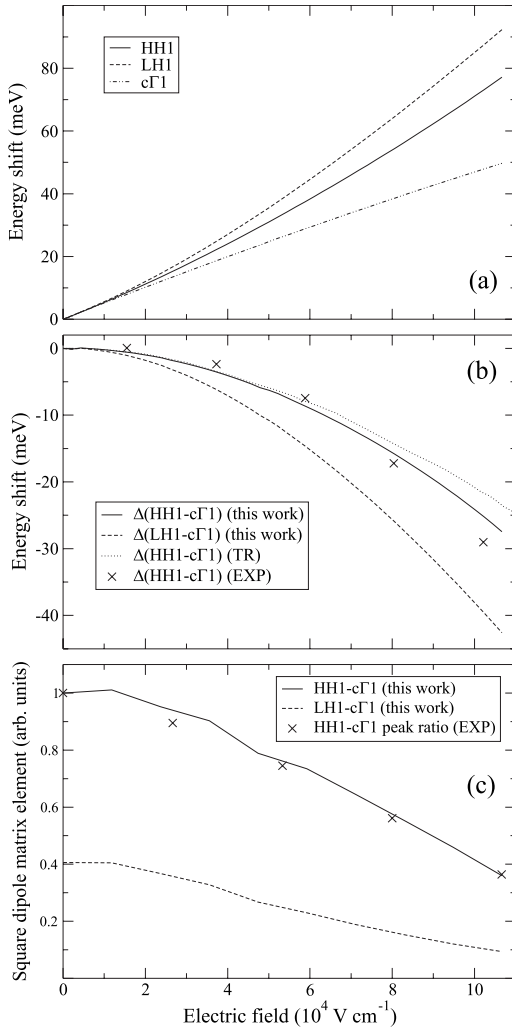 80
60
40
20
0
Energy shift (meV)
HH1
LH1
cΓ1
(a)
0
-10
-20
-30
-40
Energy shift (meV)
(b)
Δ(HH1-cΓ1) (this work)
Δ(LH1-cΓ1) (this work)
Δ(HH1-cΓ1) (TR)
Δ(HH1-cΓ1) (EXP)
1
0.8
0.6
0.4
0.2
Square dipole matrix element (arb. units)
HH1-cΓ1 (this work)
LH1-cΓ1 (this work)
HH1-cΓ1 peak ratio (EXP)
(c)
0 2 4 6 8 10
Electric field (10⁴ V cm⁻¹)